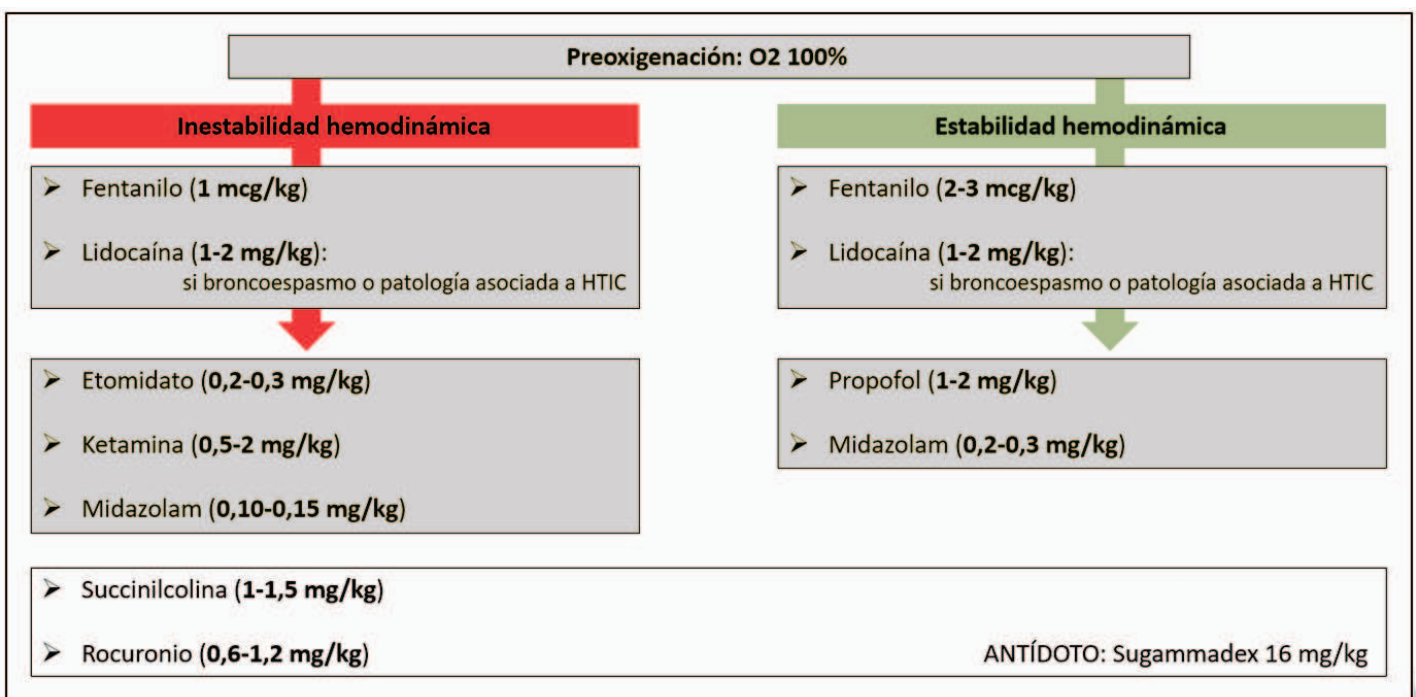 Preoxigenación: O2 100%
Inestabilidad hemodinámica
➤ Fentanilo (1 mcg/kg)
➤ Lidocaína (1-2 mg/kg):
si broncoespasmo o patología asociada a HTIC
➤ Etomidato (0,2-0,3 mg/kg)
➤ Ketamina (0,5-2 mg/kg)
➤ Midazolam (0,10-0,15 mg/kg)
Estabilidad hemodinámica
➤ Fentanilo (2-3 mcg/kg)
➤ Lidocaína (1-2 mg/kg):
si broncoespasmo o patología asociada a HTIC
➤ Propofol (1-2 mg/kg)
➤ Midazolam (0,2-0,3 mg/kg)
➤ Succinilcolina (1-1,5 mg/kg)
➤ Rocuronio (0,6-1,2 mg/kg)
ANTÍDOTO: Sugammadex 16 mg/kg